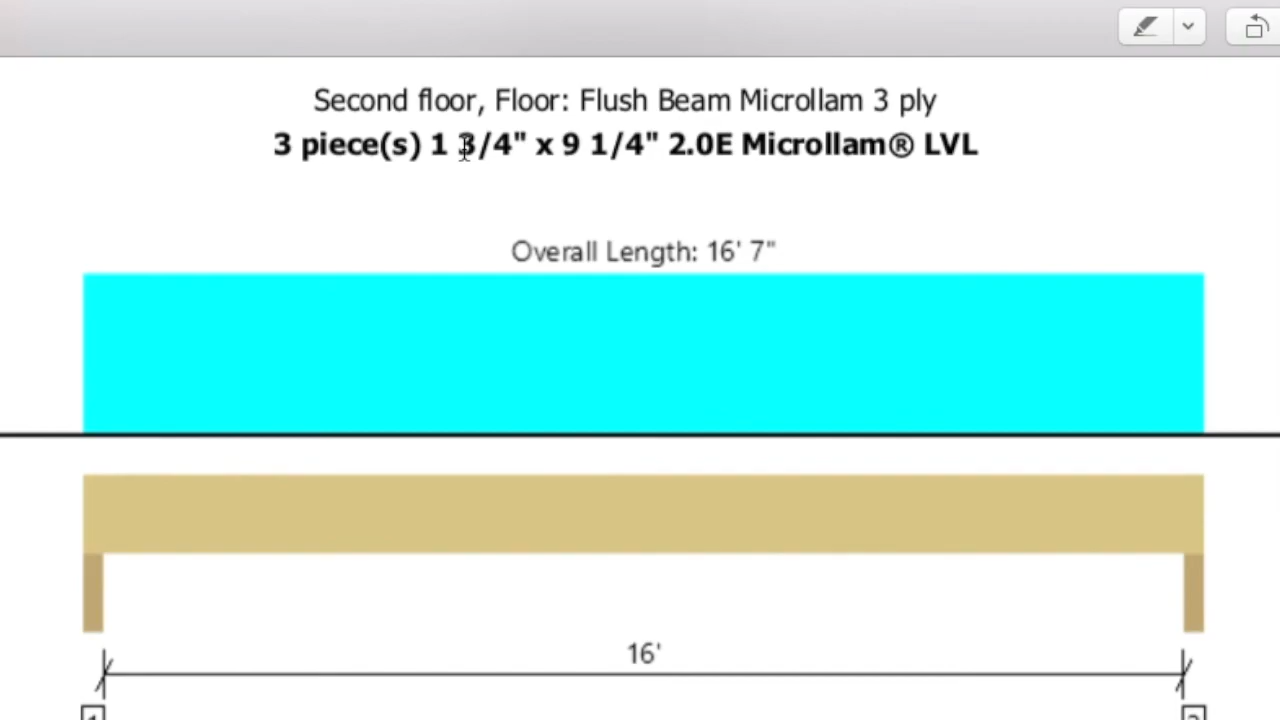 Second floor, Floor: Flush Beam Microllam 3 ply
3 piece(s) 1 3/4" x 9 1/4" 2.0E Microllam® LVL
Overall Length: 16' 7"
16'